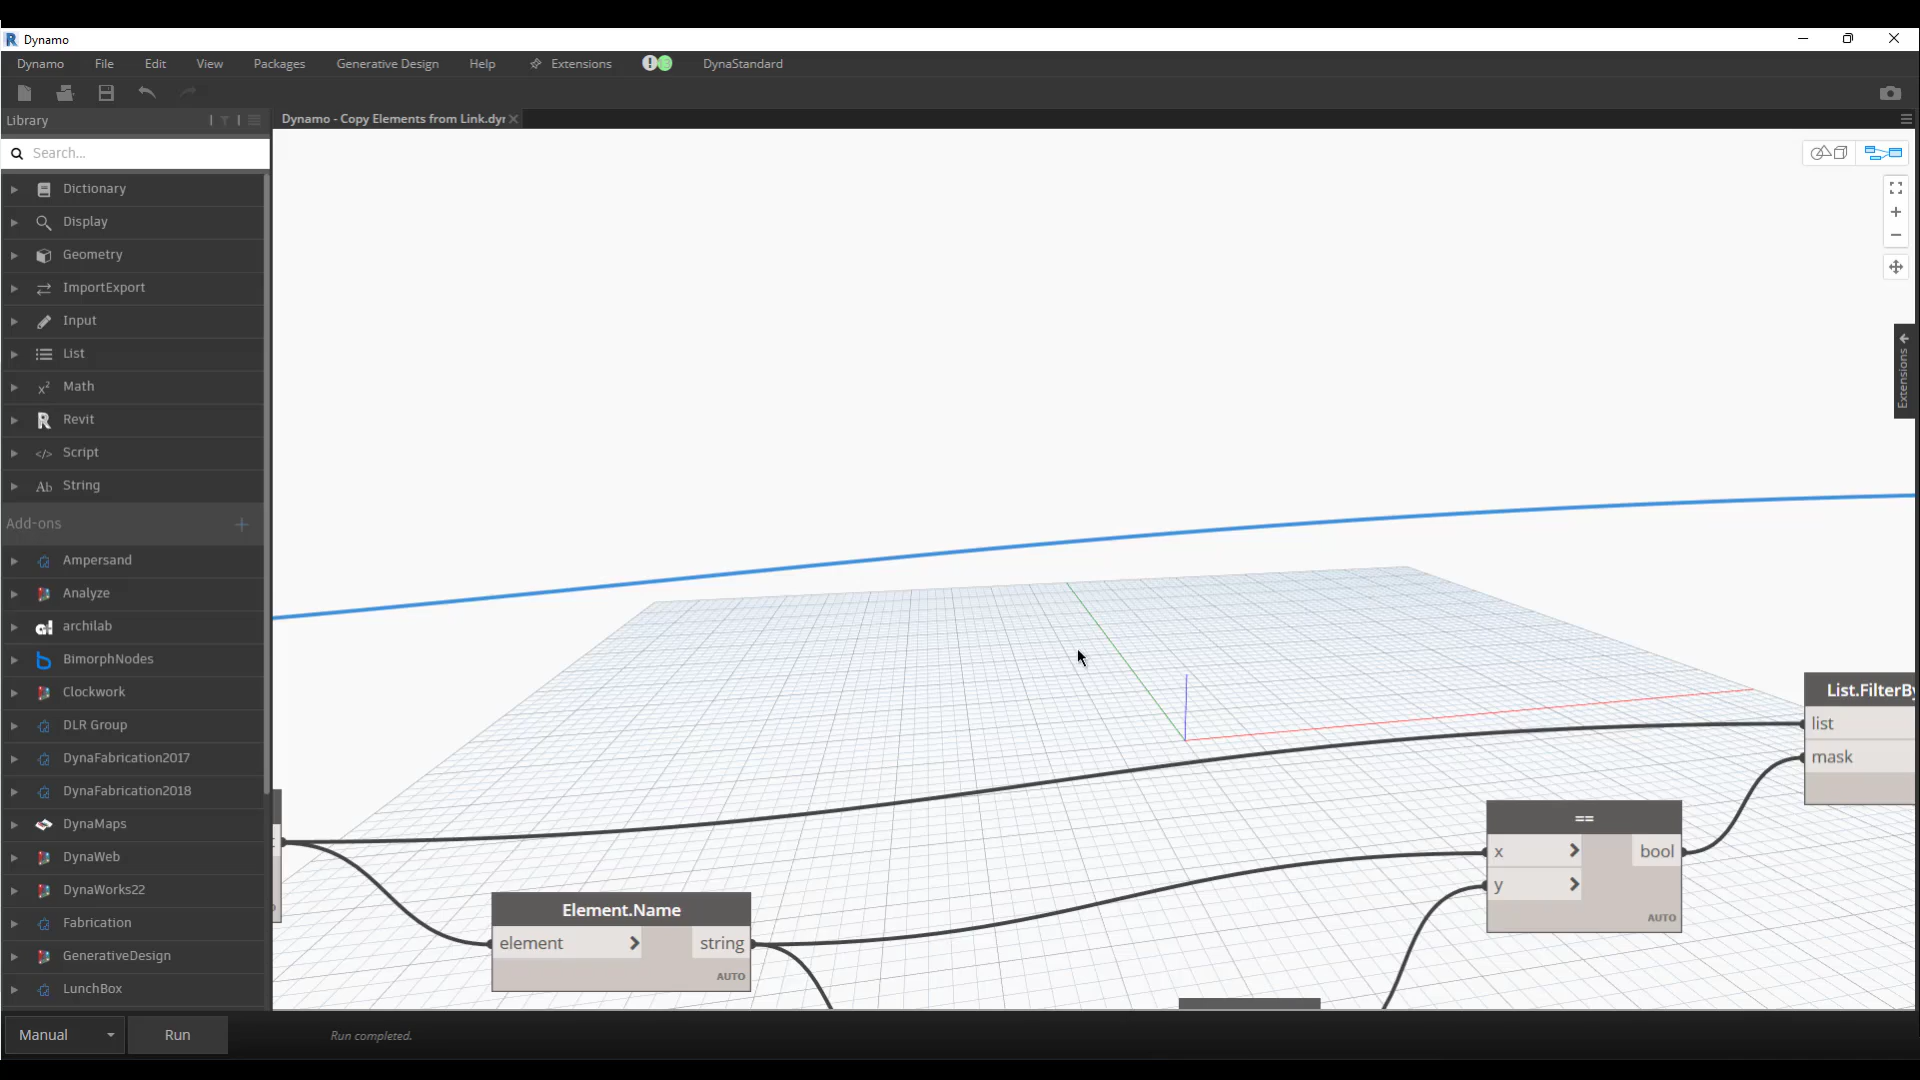 Dynamo
Dynamo File Edit View Packages Generative Design Help Extensions DynaStandard
Library
Dynamo - Copy Elements from Link.dyn
Search...
Dictionary
Display
Geometry
ImportExport
Input
List
Math
Revit
Script
String
Add-ons
Ampersand
Analyze
archilab
BimorphNodes
Clockwork
DLR Group
DynaFabrication2017
DynaFabrication2018
DynaMaps
DynaWeb
DynaWorks22
Fabrication
GenerativeDesign
LunchBox
Extensions
List.FilterBy
list
mask
==
x
bool
y
AUTO
Element.Name
element
string
AUTO
Manual
Run
Run completed.